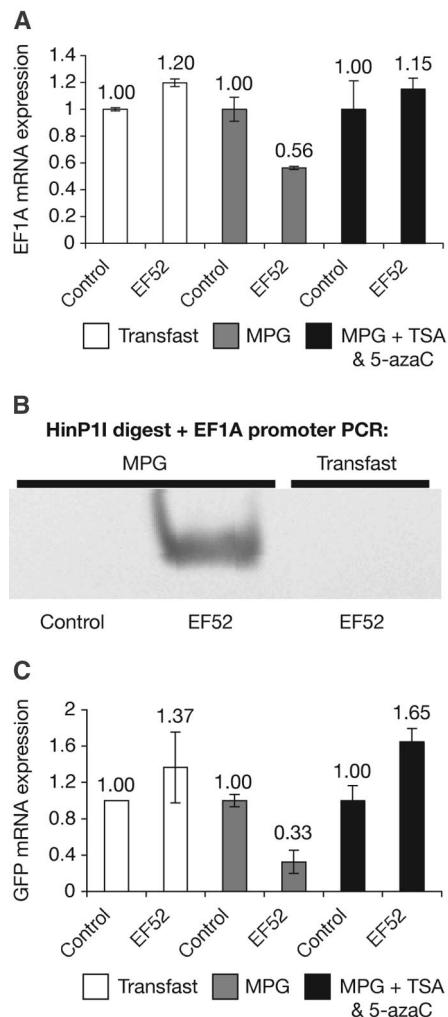 A
EF1A mRNA expression
1.4
1.2
1
0.8
0.6
0.4
0.2
0
1.00
1.20
1.00
0.56
1.00
1.15
Control
EF52
Control
EF52
Control
EF52
Transfast
MPG
MPG + TSA
& 5-azaC
B
HinP1I digest + EF1A promoter PCR:
MPG
Transfast
Control
EF52
EF52
C
GFP mRNA expression
2
1.6
1.2
0.8
0.4
0
1.00
1.37
1.00
0.33
1.00
1.65
Control
EF52
Control
EF52
Control
EF52
Transfast
MPG
MPG + TSA
& 5-azaC